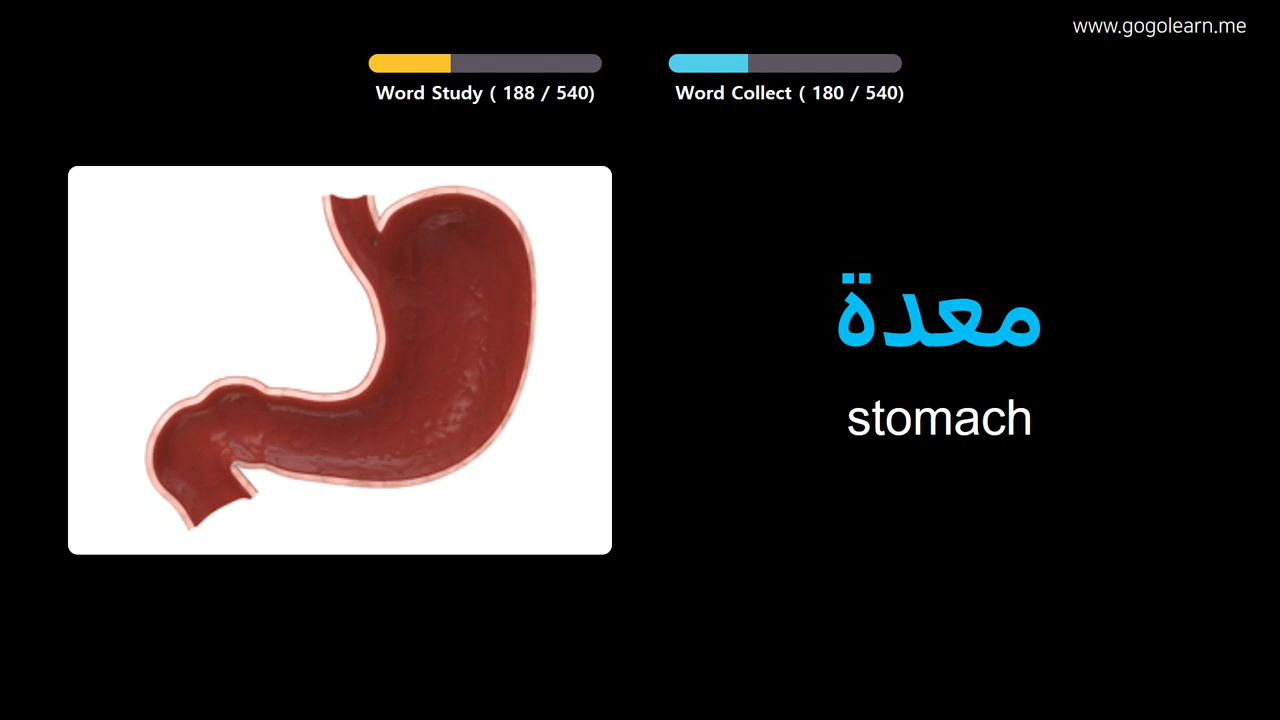 www.gogolearn.me
Word Study ( 188 / 540)
Word Collect ( 180 / 540)
معدة
stomach